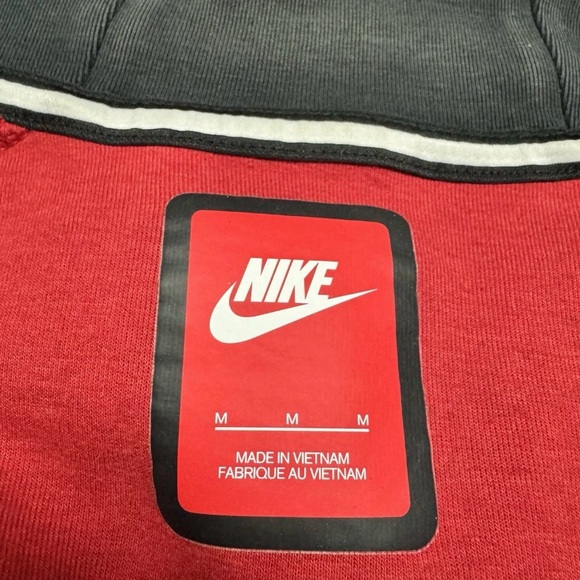 NIKE
M M M
MADE IN VIETNAM
FABRIQUE AU VIETNAM